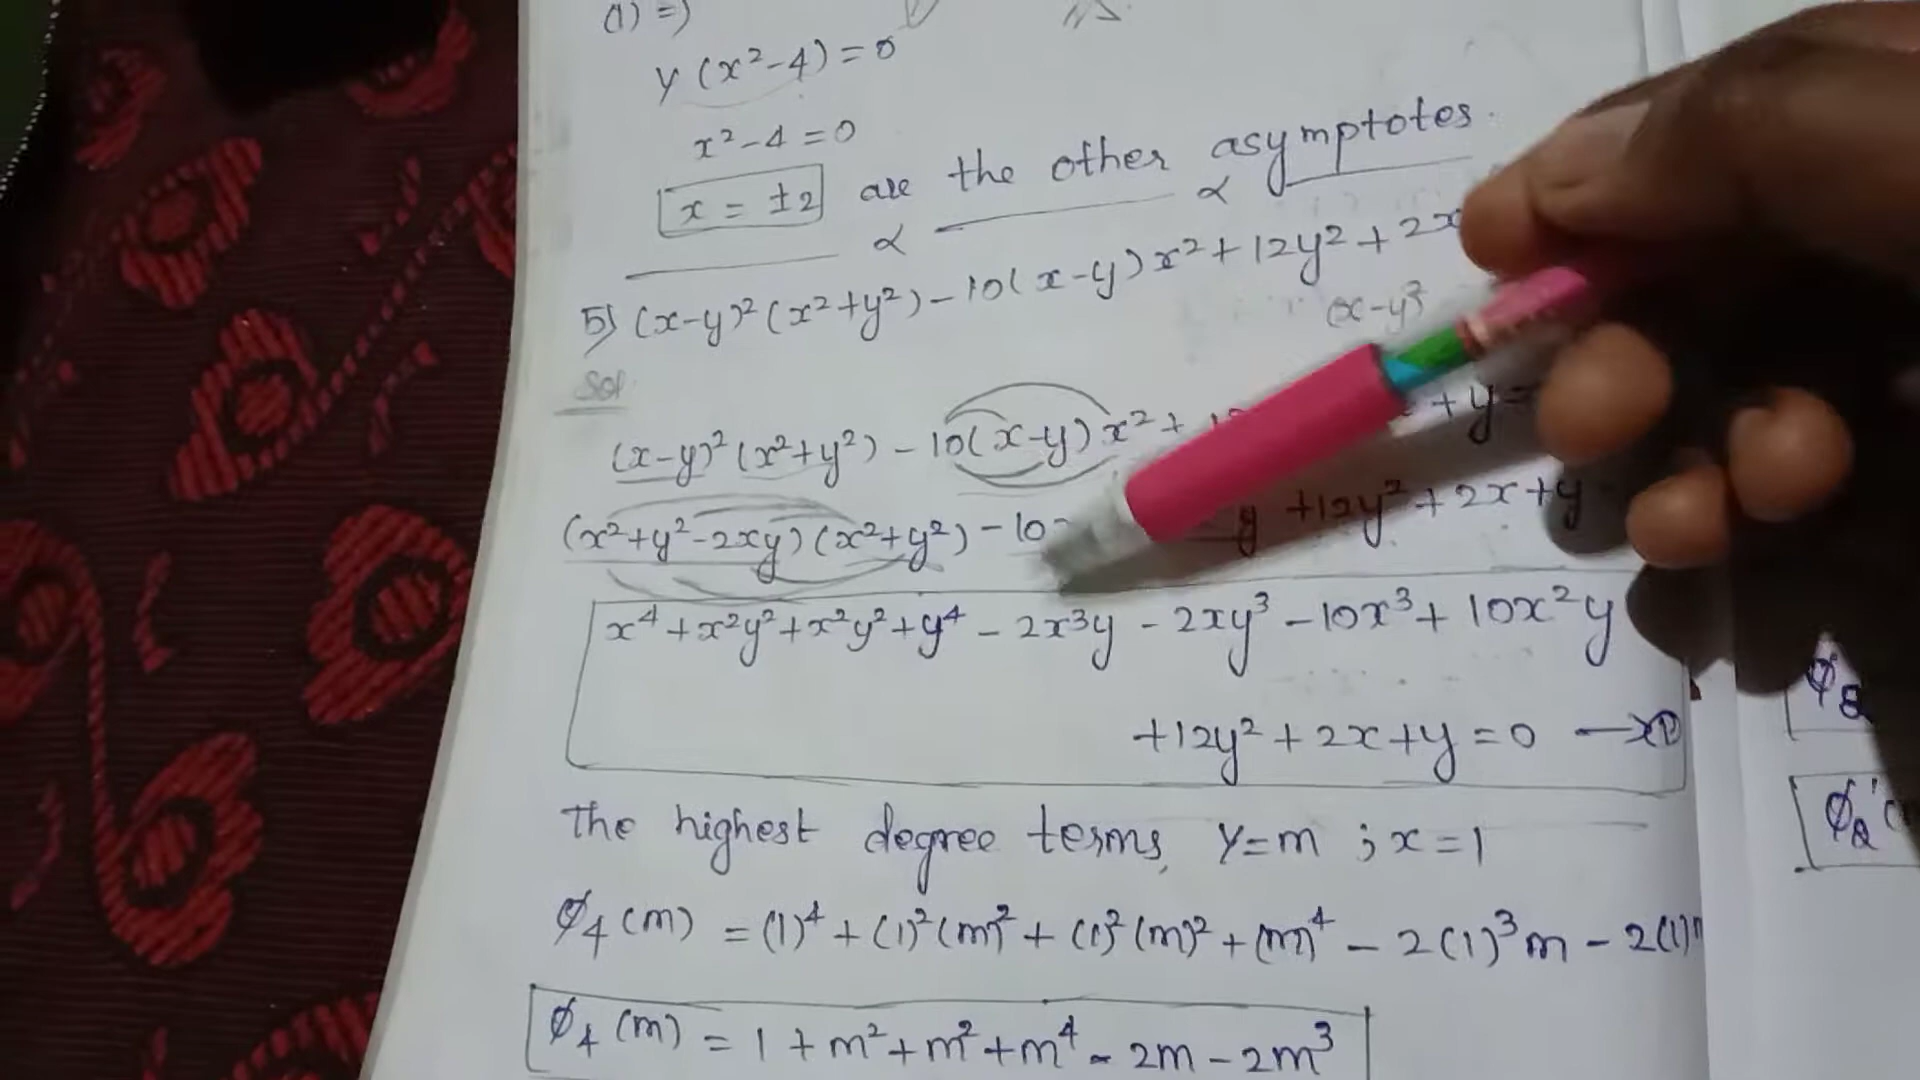 (1) =)
y (x²-4) = 0
x²-4 = 0
x = ±2 are the other asymptotes.
5) (x-y)² (x²+y²) - 10(x-y) x² + 12y² + 2x
(x-y²
Sol
(x-y)² (x²+y²) - 10(x-y) x² + + y =
(x²+y²-2xy) (x²+y²) - 10 y + 12y² + 2x + y
x⁴ + x²y² + x²y² + y⁴ - 2x³y - 2xy³ - 10x³ + 10x²y
+ 12y² + 2x + y = 0 → ①
The highest degree terms, y=m ; x=1
Ø₄ (m) = (1)⁴ + (1)² (m)² + (1)² (m)² + (m)⁴ - 2(1)³m - 2(1)
Ø₄ (m) = 1 + m² + m² + m⁴ - 2m - 2m³